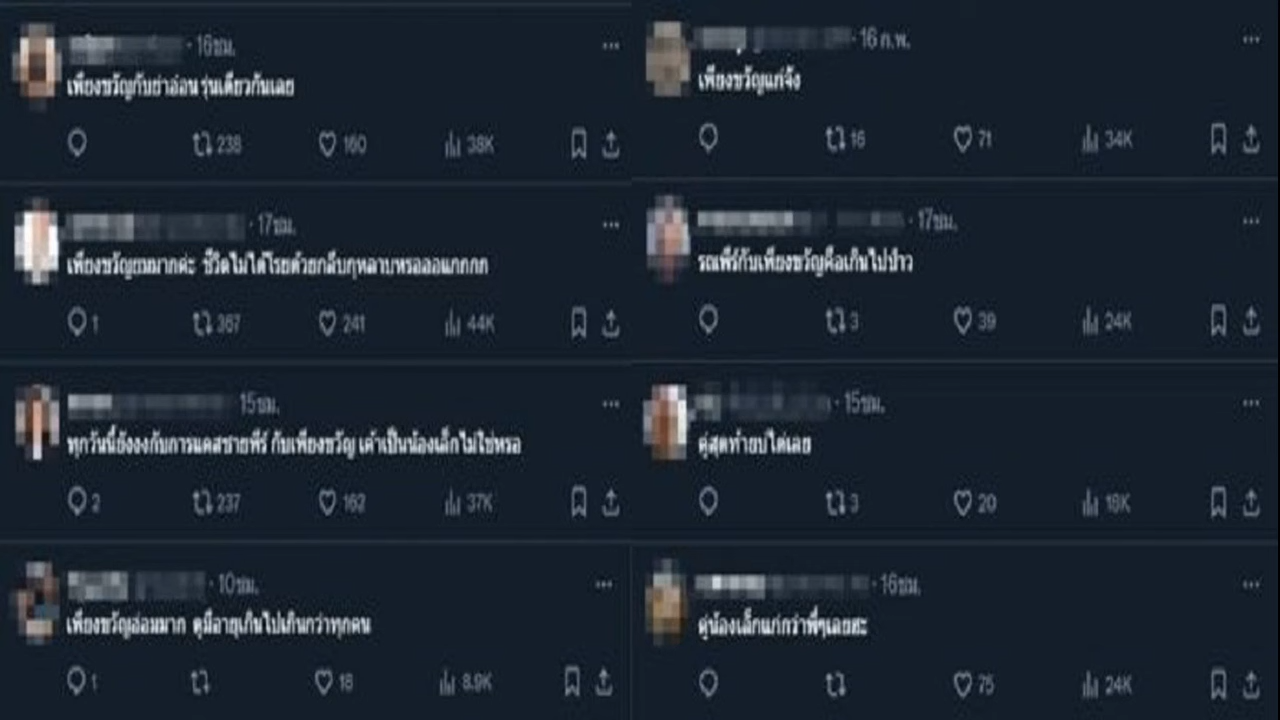 16ชม.
เพียงขวัญกับย่าอ่อน รุ่นเดียวกันเลย
238 160 38K
17ชม.
เพียงขวัญยมมากค่ะ ชีวิตไม่ได้โรยด้วยกลีบกุหลาบหรอออแกกกก
1 367 241 44K
15ชม.
ทุกวันนี้ยังงงกับการแคสชายพีร์ กับเพียงขวัญ เค้าเป็นน้องเล็กไม่ใช่หรอ
2 237 162 37K
10ชม.
เพียงขวัญอ่อมมาก ดูมีอายุเกินไปเกินกว่าทุกคน
1 18 8.9K
16 ก.พ.
เพียงขวัญแก่จัง
16 71 34K
17ชม.
รณพีร์กับเพียงขวัญคือเกินไปป่าว
3 39 24K
15ชม.
คู่สุดท้ายบไดเลย
3 20 18K
16ชม.
คู่น้องเล็กแก่กว่าพี่ๆเลยฮะ
75 24K